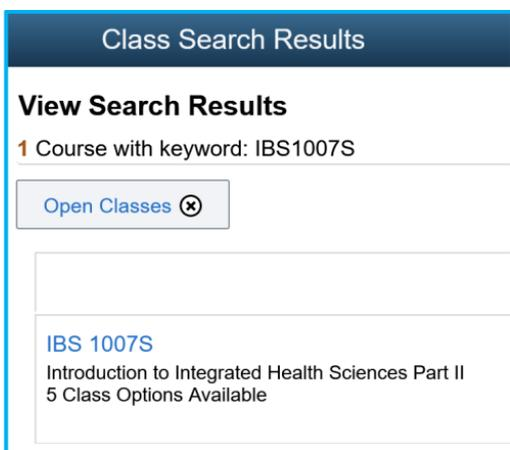 Class Search Results
View Search Results
1 Course with keyword: IBS1007S
Open Classes
IBS 1007S
Introduction to Integrated Health Sciences Part II
5 Class Options Available